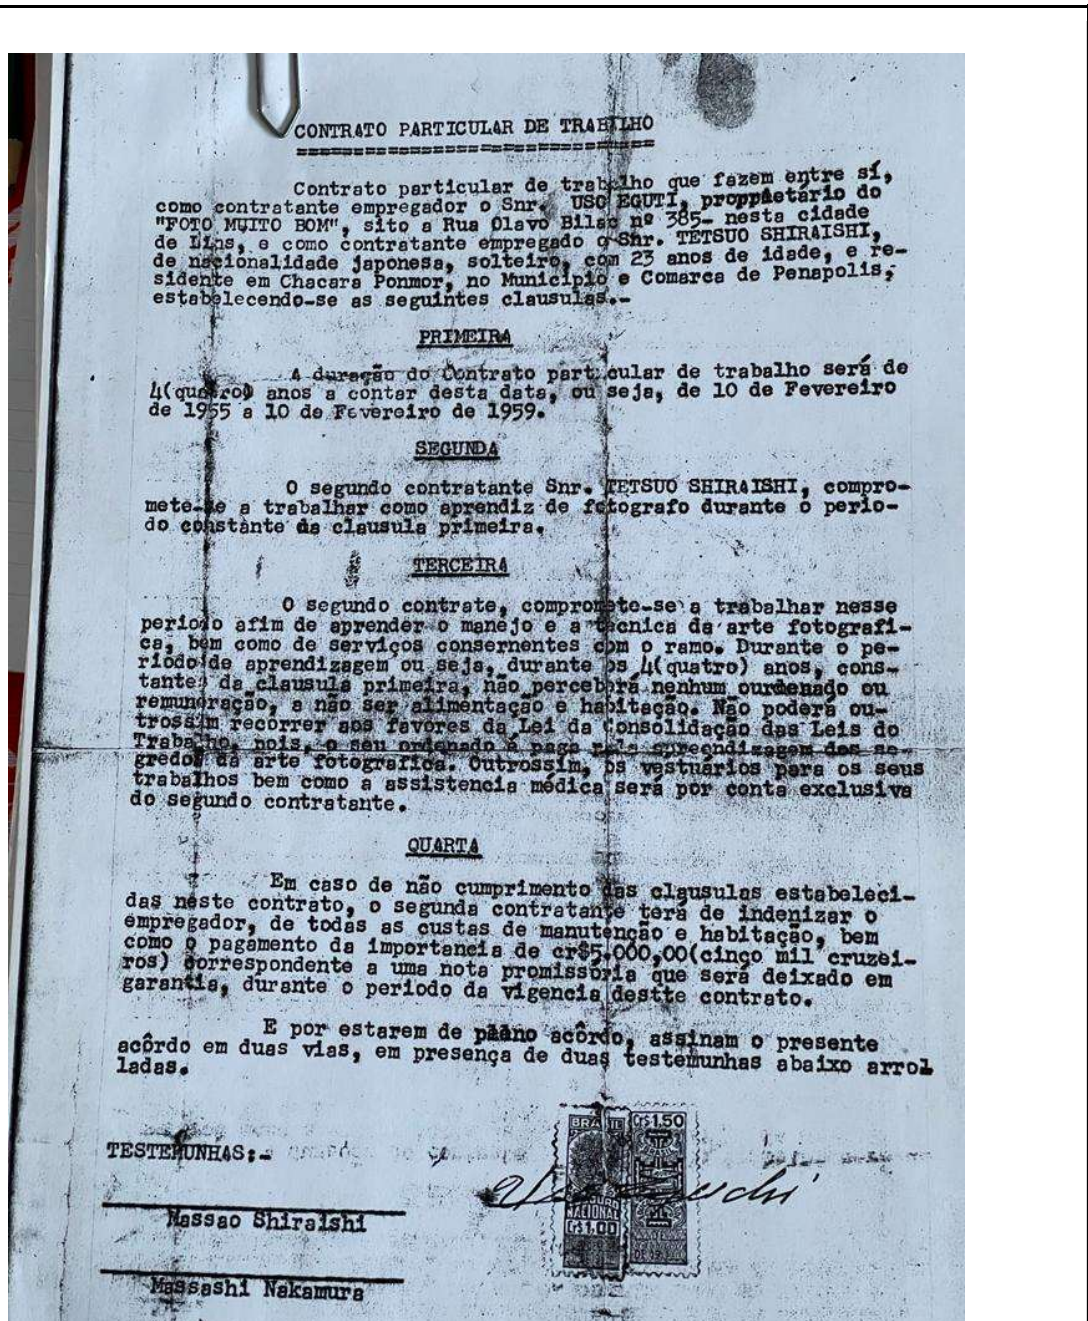 CONTRATO PARTICULAR DE TRABALHO
==============================
Contrato particular de trabalho que fazem entre sí,
como contratante empregador o Snr. USO EGUTI, proppietário do
"FOTO MUITO BOM", sito a Rua Olavo Bilac nº 385- nesta cidade
de Lins, e como contratante empregado o Snr. TETSUO SHIRAISHI,
de nacionalidade japonesa, solteiro, com 23 anos de idade, e re-
sidente em Chacara Ponmor, no Municipio e Comarca de Penapolis,
estabelecendo-se as seguintes clausulas.-
PRIMEIRA
A duração do Contrato particular de trabalho será de
4(quatro) anos a contar desta data, ou seja, de 10 de Fevereiro
de 1955 a 10 de Fevereiro de 1959.
SEGUNDA
O segundo contratante Snr. TETSUO SHIRAISHI, compro-
mete-se a trabalhar como aprendiz de fotografo durante o perio-
do constante da clausula primeira.
TERCEIRA
O segundo contrate, compromete-se a trabalhar nesse
periodo afim de aprender o manejo e a técnica da arte fotografi-
ca, bem como de serviços consernentes com o ramo. Durante o pe-
riodo de aprendizagem ou seja, durante os 4(quatro) anos, cons-
tantes da clausula primeira, não perceberá nenhum ourdenado ou
remuneração, a não ser alimentação e habitação. Não poderá ou-
trossim recorrer aos favores da Lei da Consolidação das Leis do
Trabalho, pois, o seu ordenado é pago pela apreendizagem dos se-
gredos da arte fotografica. Outrossim, os vestuários para os seus
trabalhos bem como a assistencia médica será por conta exclusiva
do segundo contratante.
QUARTA
Em caso de não cumprimento das clausulas estabeleci-
das neste contrato, o segunda contratante terá de indenizar o
empregador, de todas as custas de manutenção e habitação, bem
como o pagamento da importancia de cr$5.000,00(cinço mil cruzei-
ros) correspondente a uma nota promissória que será deixado em
garantia, durante o periodo da vigencia destte contrato.
E por estarem de plano acôrdo, assinam o presente
acôrdo em duas vias, em presença de duas testemunhas abaixo arrol
ladas.
BRASIL Cr$1.50
TESTEMUNHAS:-
NACIONAL
Massao Shiraishi
Cr$1.00
Massashi Nakamura